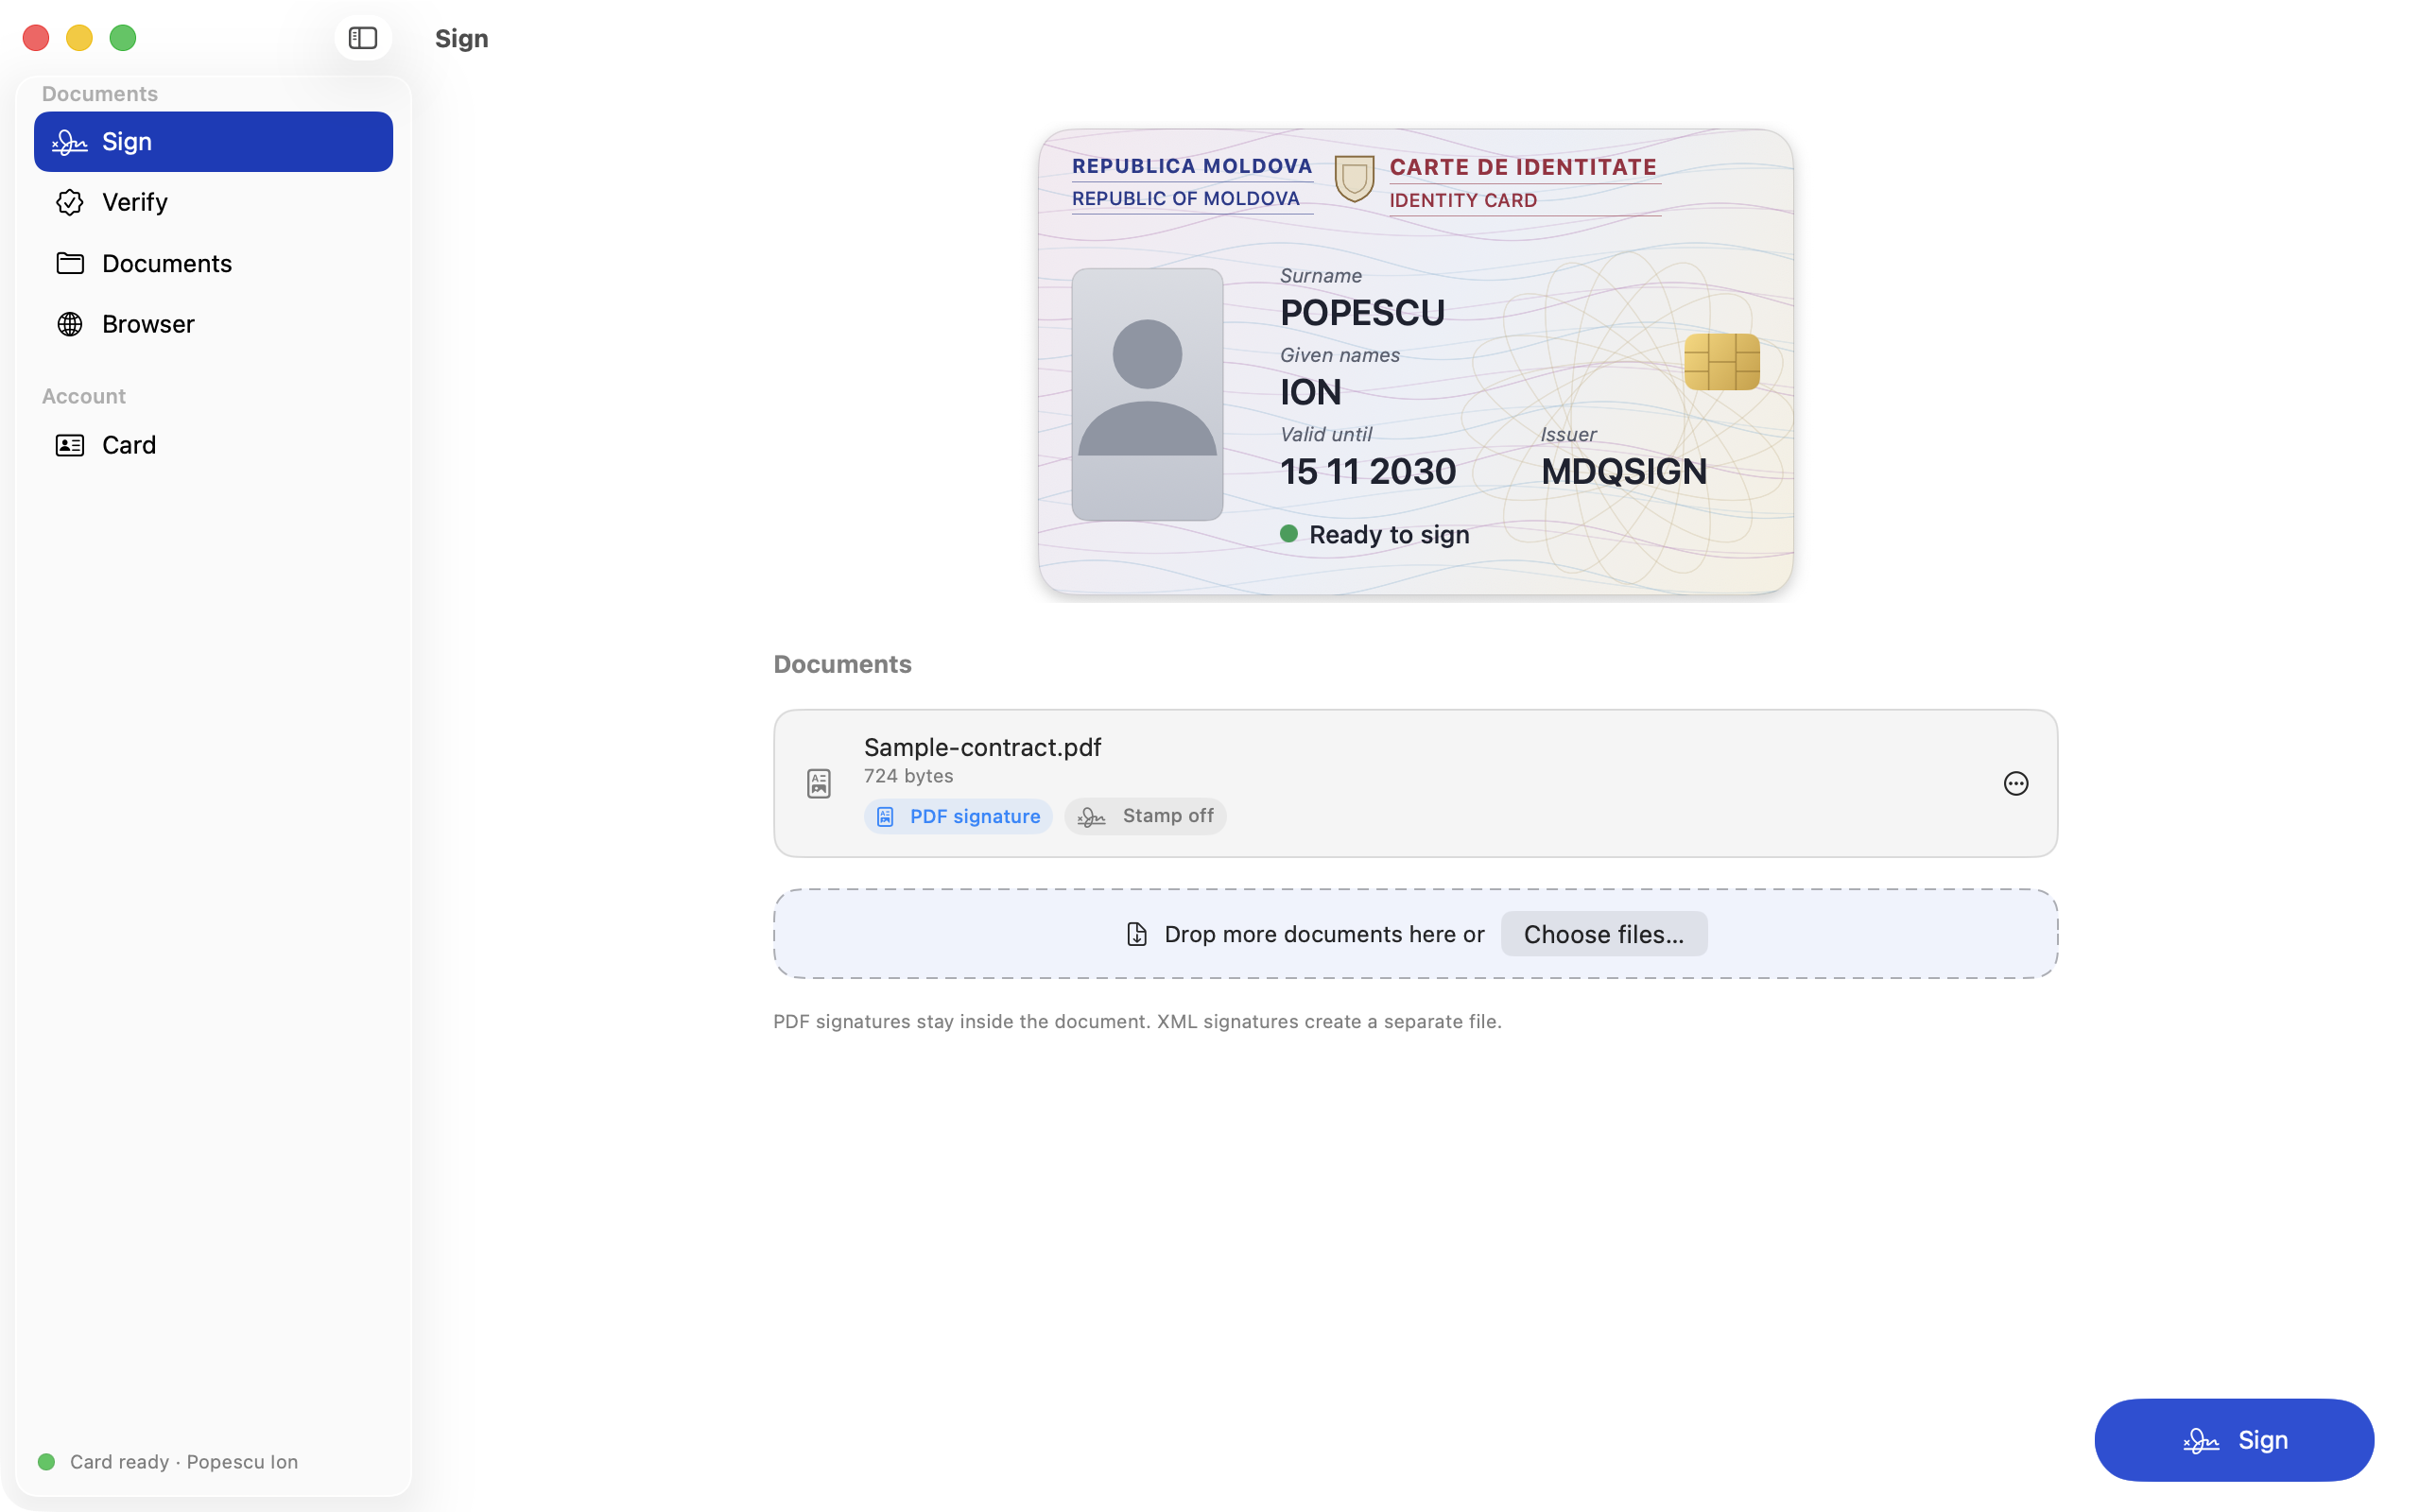 Sign
Documents
Sign
Verify
Documents
Browser
Account
Card
Card ready · Popescu Ion
REPUBLICA MOLDOVA
REPUBLIC OF MOLDOVA
CARTE DE IDENTITATE
IDENTITY CARD
Surname
POPESCU
Given names
ION
Valid until
15 11 2030
Issuer
MDQSIGN
Ready to sign
Documents
Sample-contract.pdf
724 bytes
PDF signature
Stamp off
Drop more documents here or
Choose files...
PDF signatures stay inside the document. XML signatures create a separate file.
Sign